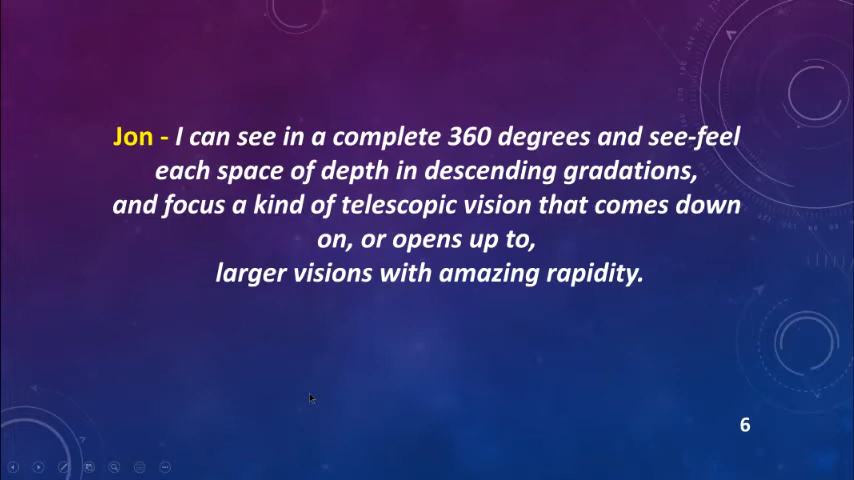 Jon - I can see in a complete 360 degrees and see-feel
each space of depth in descending gradations,
and focus a kind of telescopic vision that comes down
on, or opens up to,
larger visions with amazing rapidity.
6